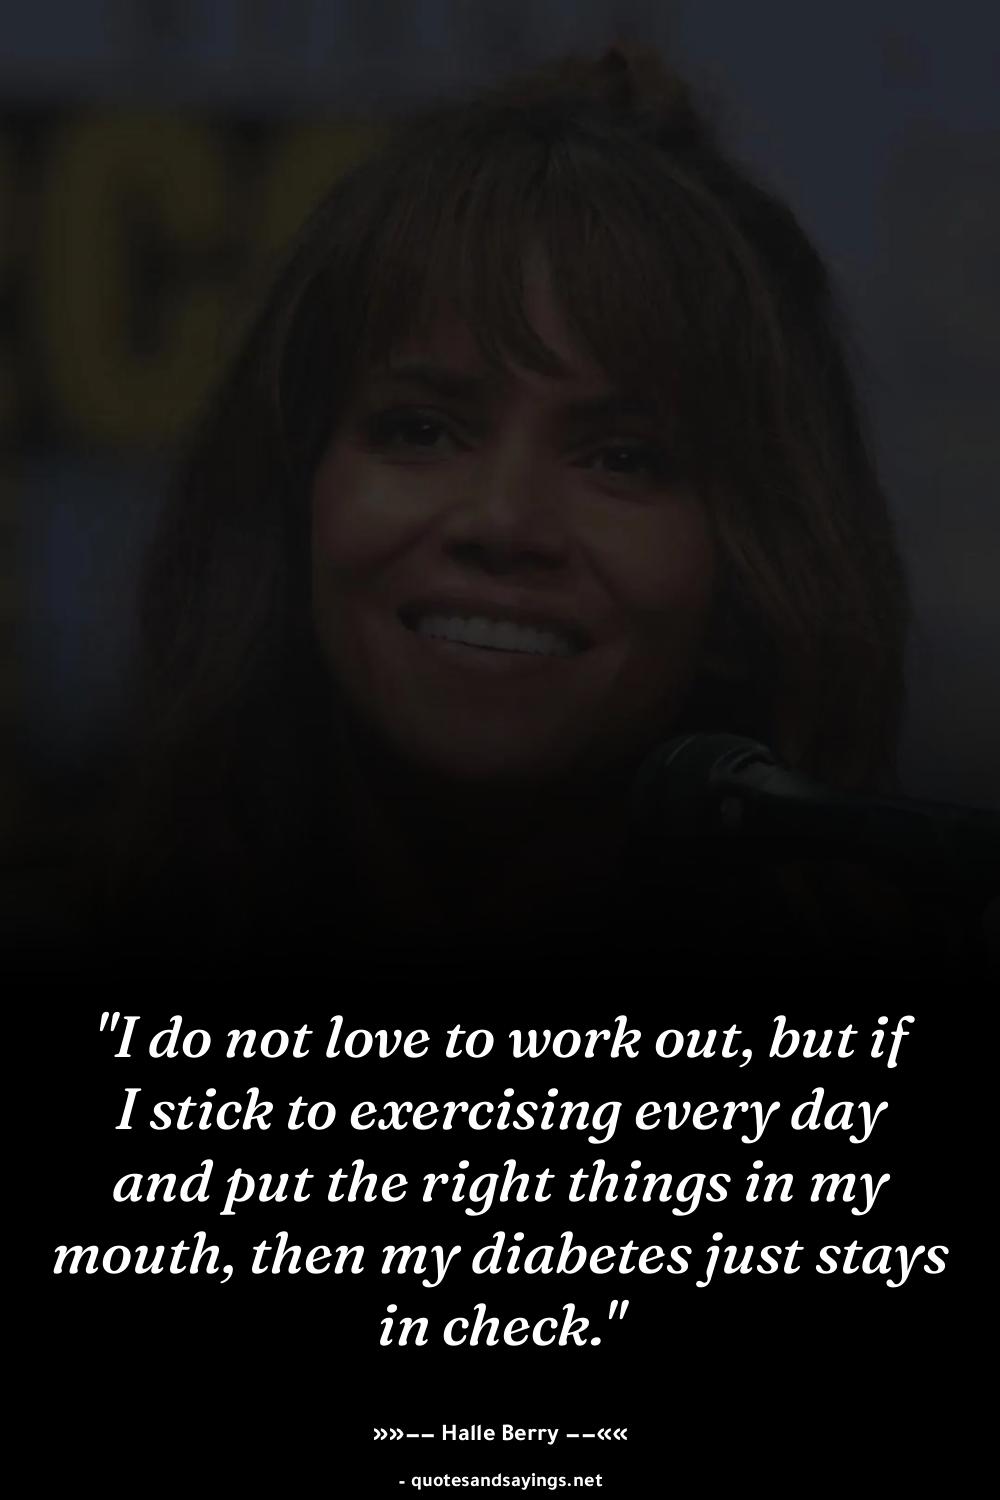 "I do not love to work out, but if
I stick to exercising every day
and put the right things in my
mouth, then my diabetes just stays
in check."
»»–– Halle Berry ––««
- quotesandsayings.net